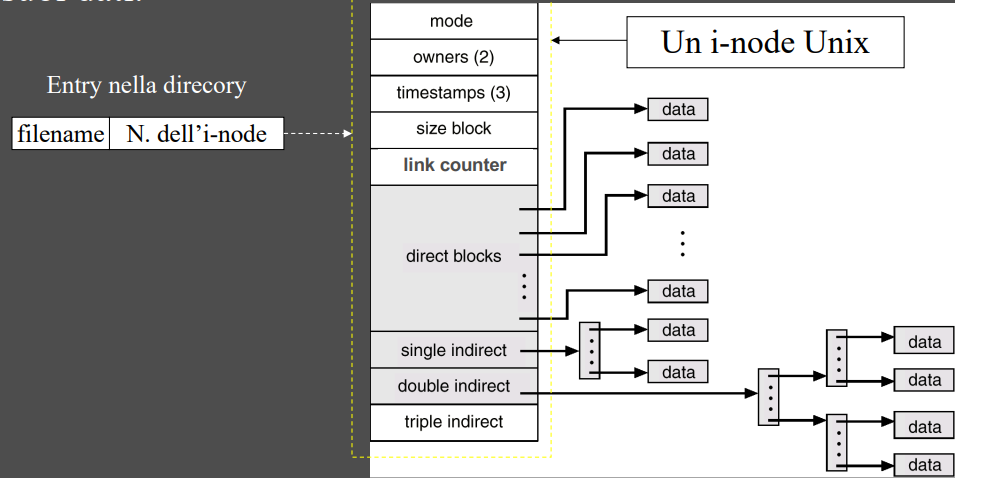 mode
Un i-node Unix
owners (2)
Entry nella direcory
timestamps (3)
data
filename
N. dell'i-node
size block
data
link counter
data
direct blocks
data
data
single indirect
data
double indirect
triple indirect
data
data
data
data